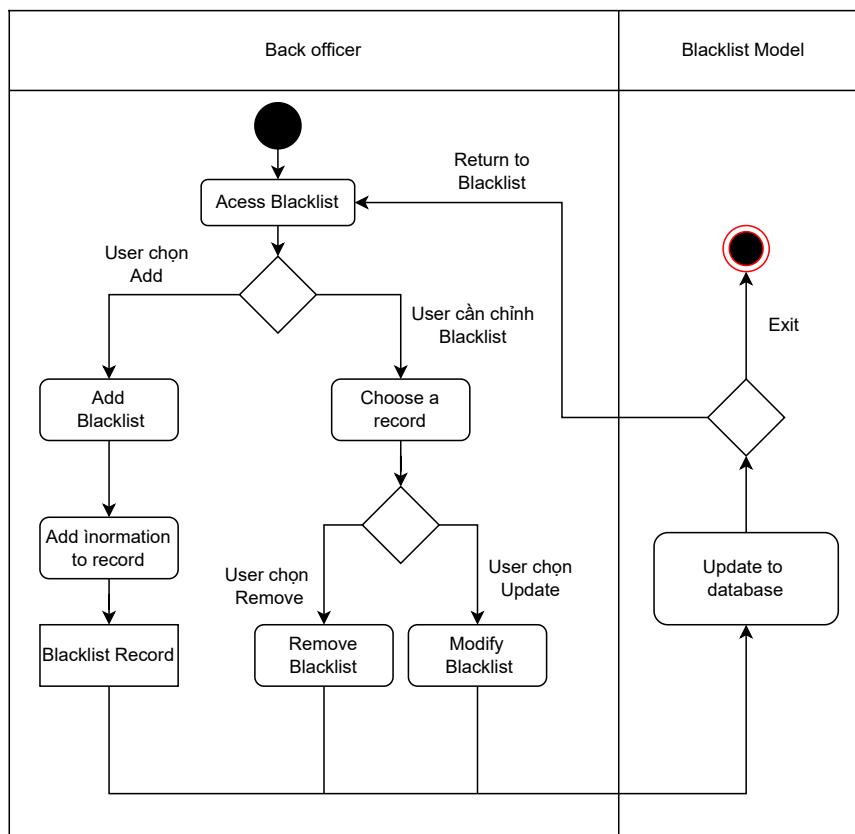 Back officer
Blacklist Model
Return to
Blacklist
Acess Blacklist
User chọn
Add
User cần chỉnh
Blacklist
Exit
Add
Blacklist
Choose a
record
Add ìnormation
to record
User chọn
Remove
User chọn
Update
Update to
database
Blacklist Record
Remove
Blacklist
Modify
Blacklist